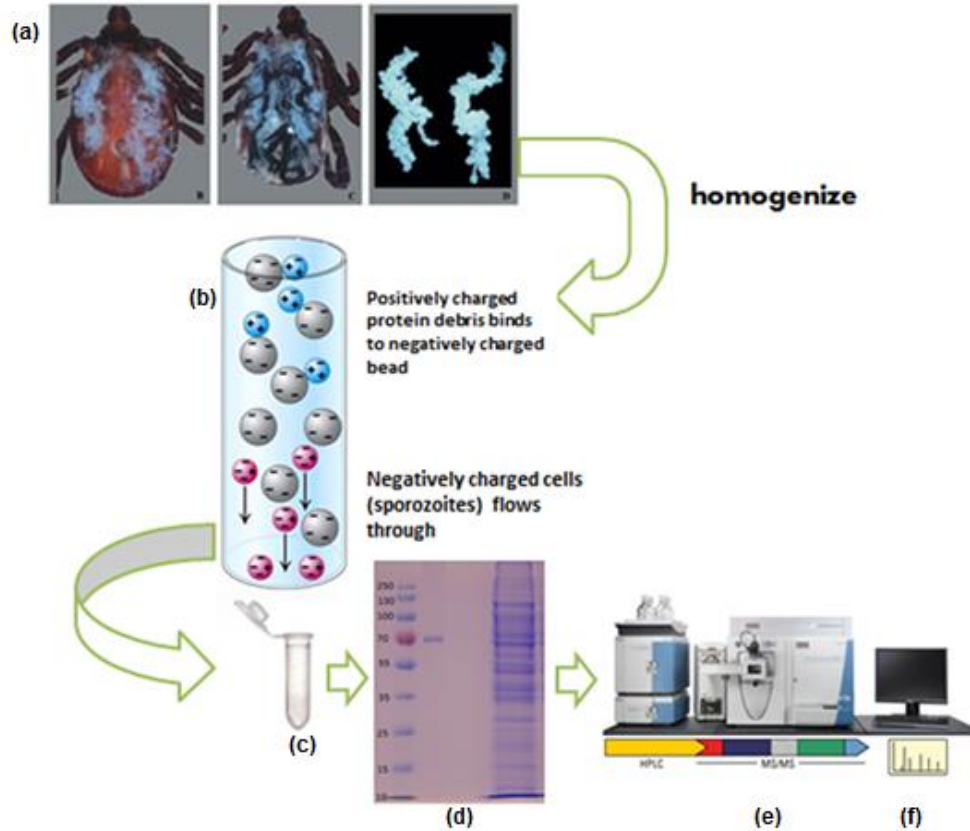 (a)
B
C
D
homogenize
(b)
Positively charged
protein debris binds
to negatively charged
bead
Negatively charged cells
(sporozoites) flows
through
(c)
250
130
100
70
55
35
25
15
10
(d)
HPLC
MS/MS
(e)
(f)